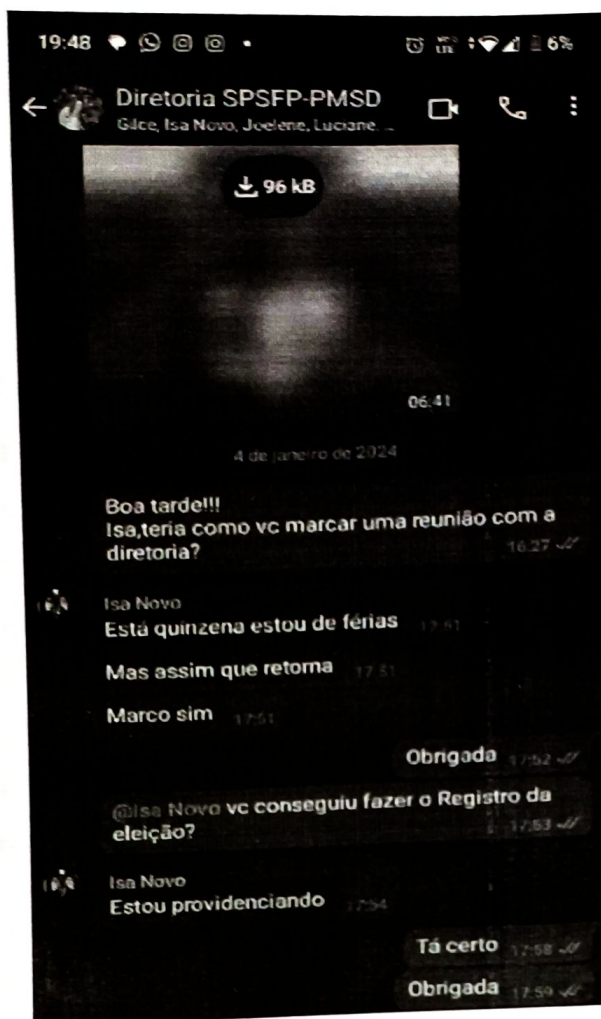 19:48 6%
Diretoria SPSFP-PMSD
Gilce, Isa Novo, Joelene, Luciane, ...
96 kB
06:41
4 de janeiro de 2024
Boa tarde!!!
Isa,teria como vc marcar uma reunião com a
diretoria?
16:27
Isa Novo
Está quinzena estou de férias 17:51
Mas assim que retorna 17:51
Marco sim 17:51
Obrigada 17:52
@Isa Novo vc conseguiu fazer o Registro da
eleição? 17:53
Isa Novo
Estou providenciando 17:54
Tá certo 17:58
Obrigada 17:59